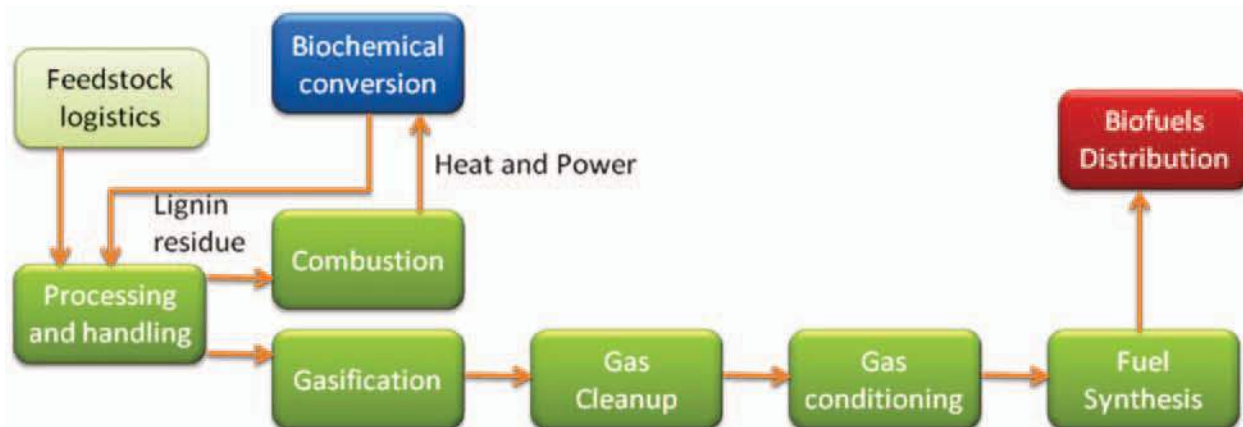 Feedstock
logistics
Biochemical
conversion
Biofuels
Distribution
Heat and Power
Lignin
residue
Processing
and handling
Combustion
Gasification
Gas
Cleanup
Gas
conditioning
Fuel
Synthesis